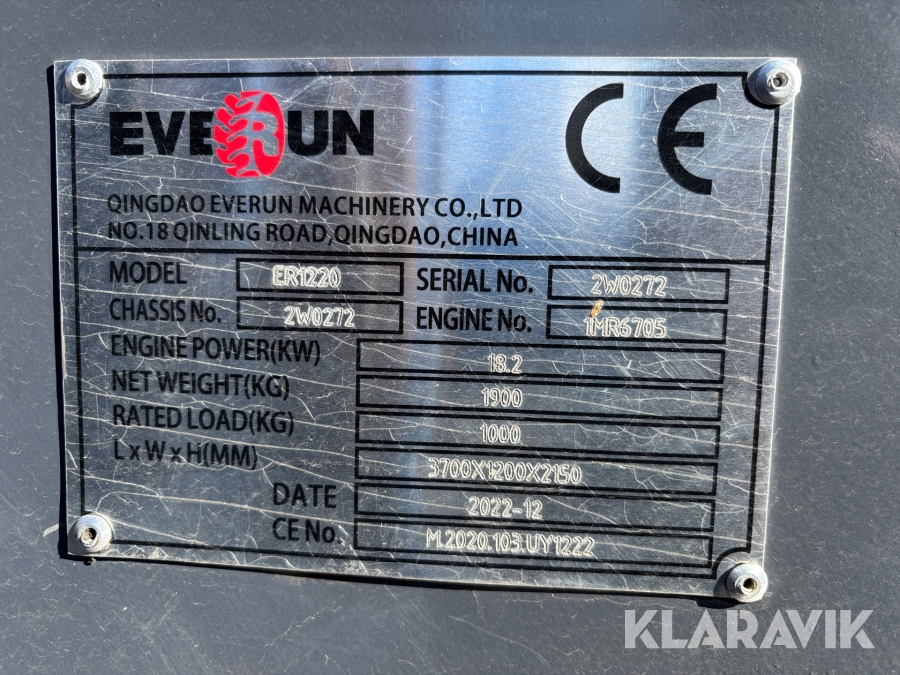 KLARAVIK
EVERUN
CE
QINGDAO EVERUN MACHINERY CO.,LTD
NO.18 QINLING ROAD,QINGDAO,CHINA
MODEL ER1220 SERIAL No. 2W0272
CHASSIS No. 2W0272 ENGINE No. 1MR6705
ENGINE POWER(KW) 18.2
NET WEIGHT(KG) 1900
RATED LOAD(KG) 1000
L x W x H(MM) 3700X1200X2150
DATE 2022-12
CE No. M.2020.103.UY1222
KLARAVIK